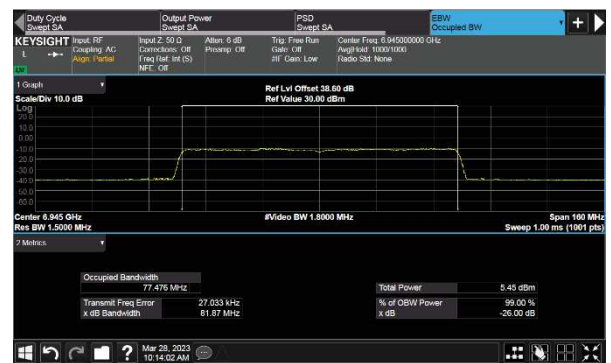 Duty Cycle
Swept SA
Output Power
Swept SA
PSD
Swept SA
EBW
Occupied BW
KEYSIGHT
L
Input: RF
Coupling: AC
Align: Partial
Input Z: 50 Ω
Corrections: Off
Freq Ref: Int (S)
NFE: Off
Atten: 6 dB
Preamp: Off
Trig: Free Run
Gate: Off
#IF Gain: Low
Center Freq: 6.945000000 GHz
Avg|Hold: 1000/1000
Radio Std: None
1 Graph
Scale/Div 10.0 dB
Ref Lvl Offset 38.60 dB
Ref Value 30.00 dBm
Log
20.0
10.0
0.00
-10.0
-20.0
-30.0
-40.0
-50.0
-60.0
Center 6.945 GHz
Res BW 1.5000 MHz
#Video BW 1.8000 MHz
Span 160 MHz
Sweep 1.00 ms (1001 pts)
2 Metrics
Occupied Bandwidth
77.476 MHz
Total Power 5.45 dBm
Transmit Freq Error 27.033 kHz
% of OBW Power 99.00 %
x dB Bandwidth 81.87 MHz
x dB -26.00 dB
?
Mar 28, 2023
10:14:02 AM